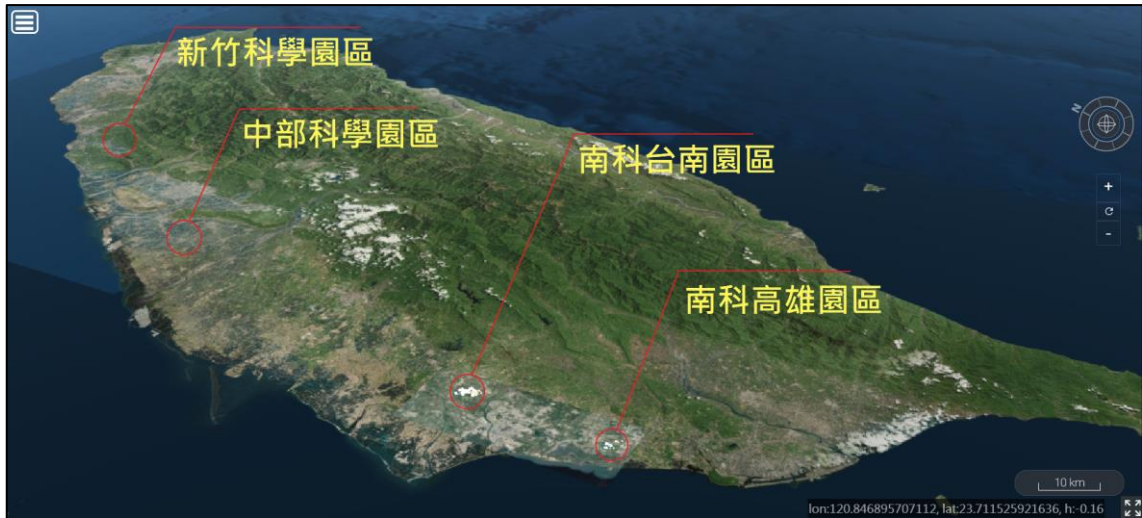 新竹科學園區
中部科學園區
南科台南園區
南科高雄園區
N
+
-
10 km
lon:120.846895707112, lat:23.711525921636, h:-0.16